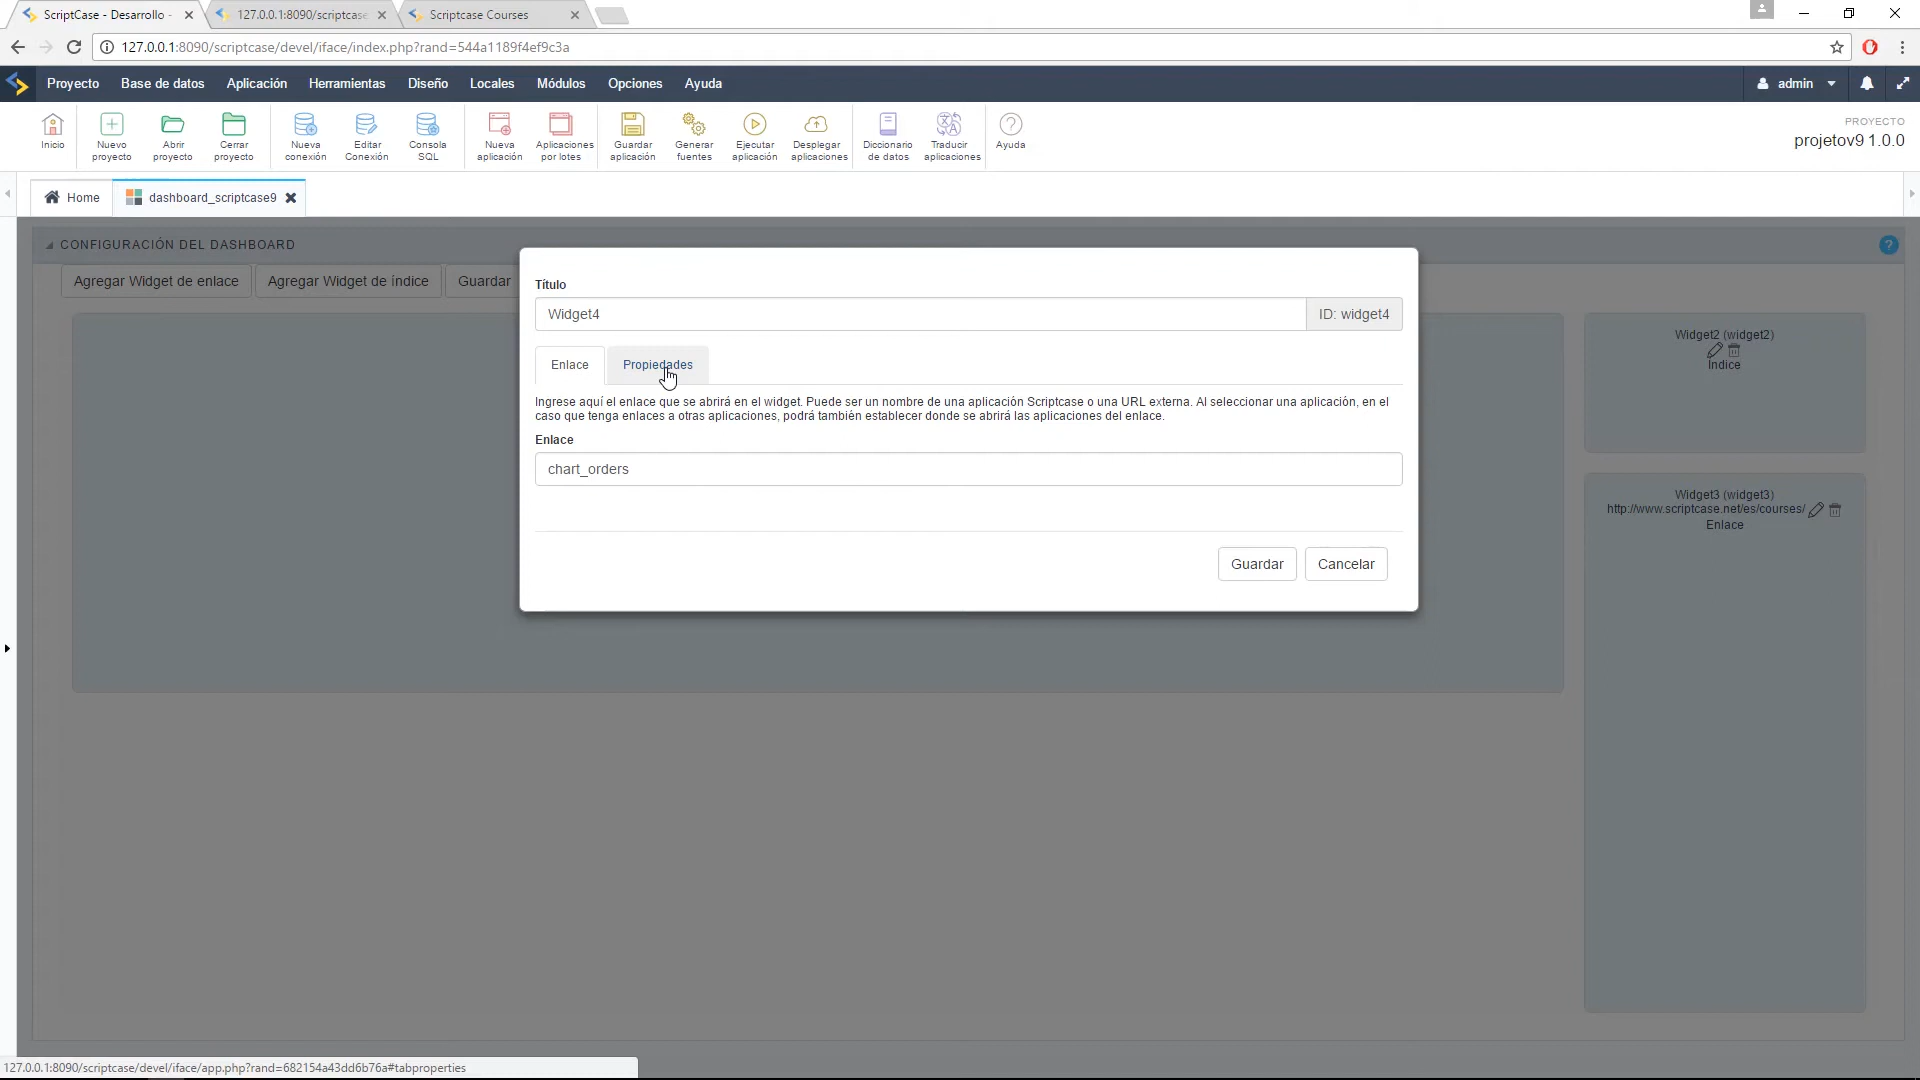 ScriptCase - Desarrollo -
127.0.0.1:8090/scriptcase
Scriptcase Courses
127.0.0.1:8090/scriptcase/devel/iface/index.php?rand=544a1189f4ef9c3a
Proyecto
Base de datos
Aplicación
Herramientas
Diseño
Locales
Módulos
Opciones
Ayuda
admin
Inicio
Nuevo
proyecto
Abrir
proyecto
Cerrar
proyecto
Nueva
conexión
Editar
Conexión
Consola
SQL
Nueva
aplicación
Aplicaciones
por lotes
Guardar
aplicación
Generar
fuentes
Ejecutar
aplicación
Desplegar
aplicaciones
Diccionario
de datos
Traducir
aplicaciones
Ayuda
PROYECTO
projetov9 1.0.0
Home
dashboard_scriptcase9
CONFIGURACIÓN DEL DASHBOARD
?
Agregar Widget de enlace
Agregar Widget de índice
Guardar
Título
Widget4
ID: widget4
Enlace
Propiedades
Ingrese aquí el enlace que se abrirá en el widget. Puede ser un nombre de una aplicación Scriptcase o una URL externa. Al seleccionar una aplicación, en el
caso que tenga enlaces a otras aplicaciones, podrá también establecer donde se abrirá las aplicaciones del enlace.
Enlace
chart_orders
Guardar
Cancelar
Widget2 (widget2)
Indice
Widget3 (widget3)
http://www.scriptcase.net/es/courses/
Enlace
127.0.0.1:8090/scriptcase/devel/iface/app.php?rand=682154a43dd6b76a#tabproperties